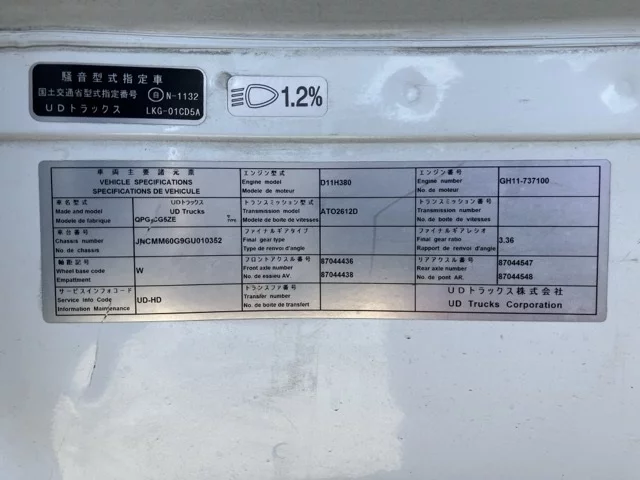 騒音型式指定車
国土交通省型式指定番号 自 N-1132
UDトラックス LKG-01CD5A
1.2%
車両主要諸元票
VEHICLE SPECIFICATIONS
SPECIFICATIONS DE VEHICULE
エンジン型式
Engine model
Modele de moteur
D11H380
エンジン番号
Engine number
No de moteur
GH11-737100
車名型式
Made and model
Modele de fabrique
UDトラックス
UD Trucks
5ZE
トランスミッション型式
Transmission model
No. de boite de vitesses
ATO2612D
トランスミッション番号
Transmission number
No. de boite de vitesses
車台番号
Chassis number
No. de chassis
JNCMM60G9GU010352
ファイナルギアタイプ
Final gear type
Type de renvoi d'angle
ファイナルギアレシオ
Final gear ratio
Rapport de renvoi d'angle
3.36
軸距記号
Wheel base code
Empattement
W
フロントアクスル番号
Front axle number
No. de essieu AV.
87044436
87044438
リアアクスル番号
Rear axle number
No. de pont AR.
87044547
87044548
サービスインフォコード
Service info Code
Information Maintenance
UD-HD
トランスファ番号
Transfer number
No. de boite de transfert
UDトラックス株式会社
UD Trucks Corporation